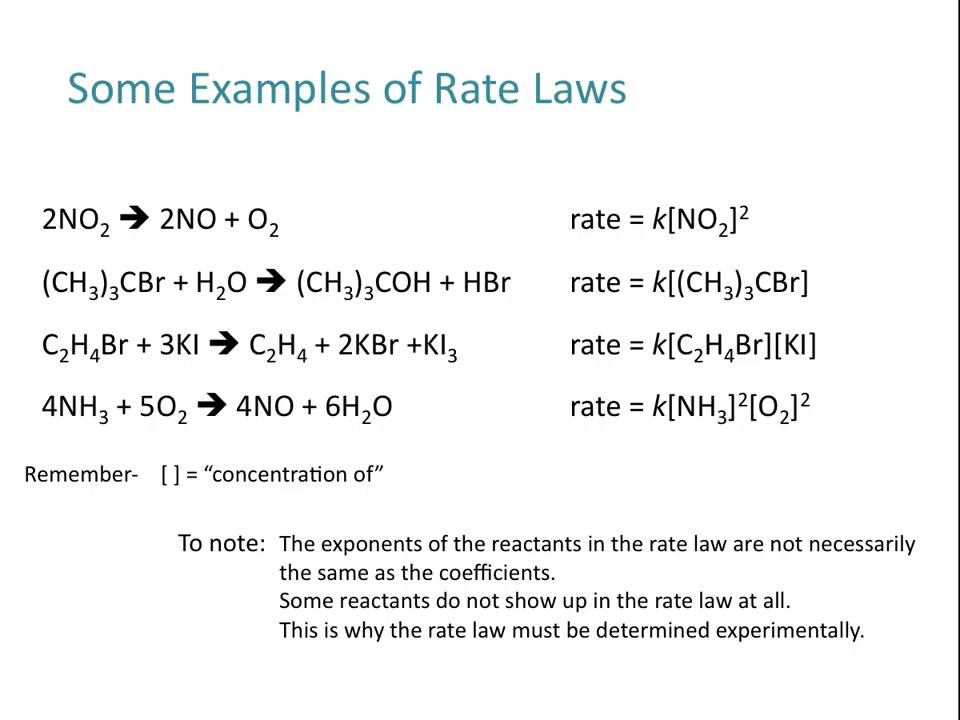 Some Examples of Rate Laws
2NO₂ ➔ 2NO + O₂ rate = k[NO₂]²
(CH₃)₃CBr + H₂O ➔ (CH₃)₃COH + HBr rate = k[(CH₃)₃CBr]
C₂H₄Br + 3KI ➔ C₂H₄ + 2KBr +KI₃ rate = k[C₂H₄Br][KI]
4NH₃ + 5O₂ ➔ 4NO + 6H₂O rate = k[NH₃]²[O₂]²
Remember- [ ] = “concentration of”
To note: The exponents of the reactants in the rate law are not necessarily
the same as the coefficients.
Some reactants do not show up in the rate law at all.
This is why the rate law must be determined experimentally.